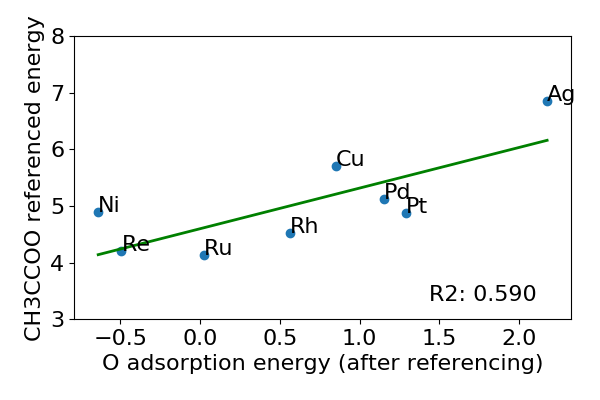 CH3CCOO referenced energy
8
7
6
5
4
3
Ag
Cu
Pd
Pt
Ni
Rh
Re
Ru
R2: 0.590
−0.5 0.0 0.5 1.0 1.5 2.0
O adsorption energy (after referencing)